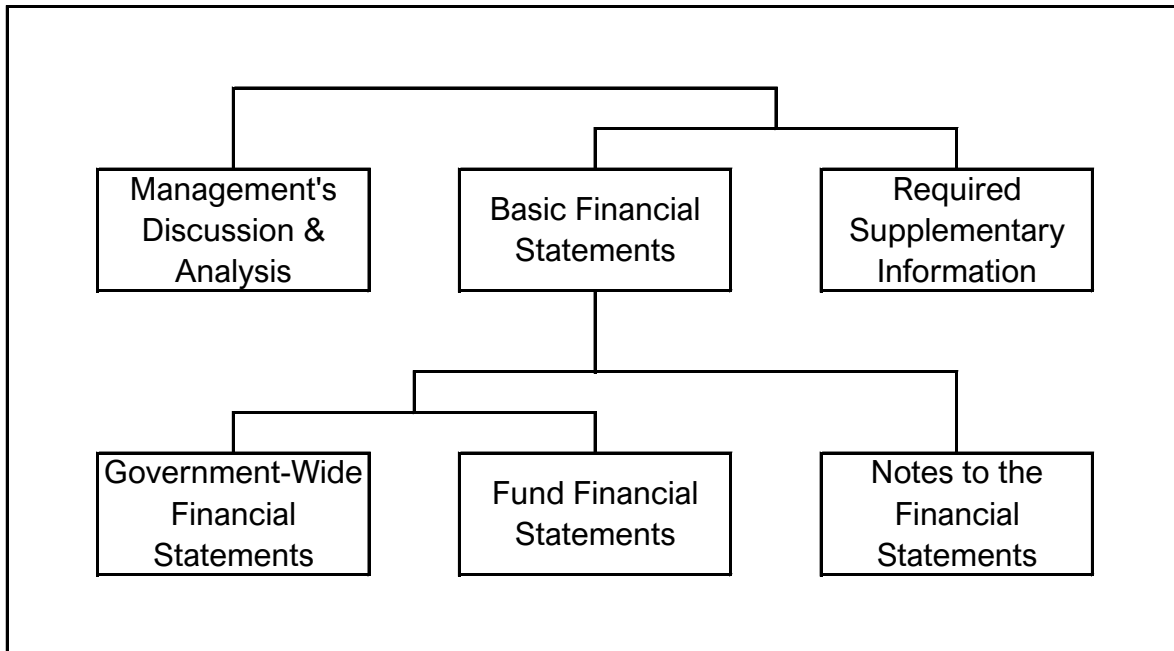 Management's
Discussion &
Analysis
Basic Financial
Statements
Required
Supplementary
Information
Government-Wide
Financial
Statements
Fund Financial
Statements
Notes to the
Financial
Statements